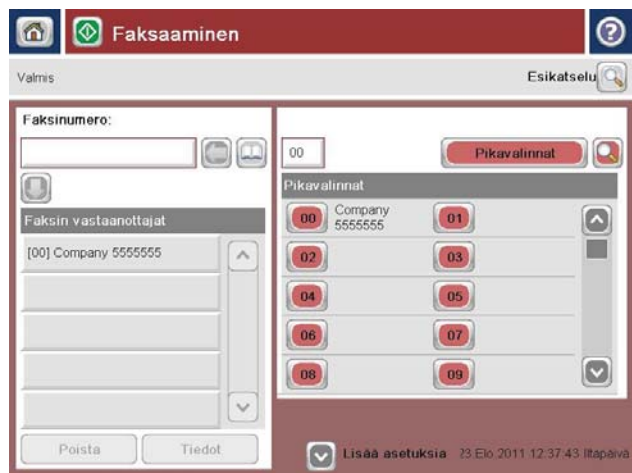 Faksaaminen
Valmis
Esikatselu
Faksinumero:
00
Pikavalinnat
Pikavalinnat
Faksin vastaanottajat
[00] Company 5555555
00 Company 5555555 01
02 03
04 05
06 07
08 09
Poista Tiedot
Lisää asetuksia 23.Elo.2011 12:37:43 Iltapäivä